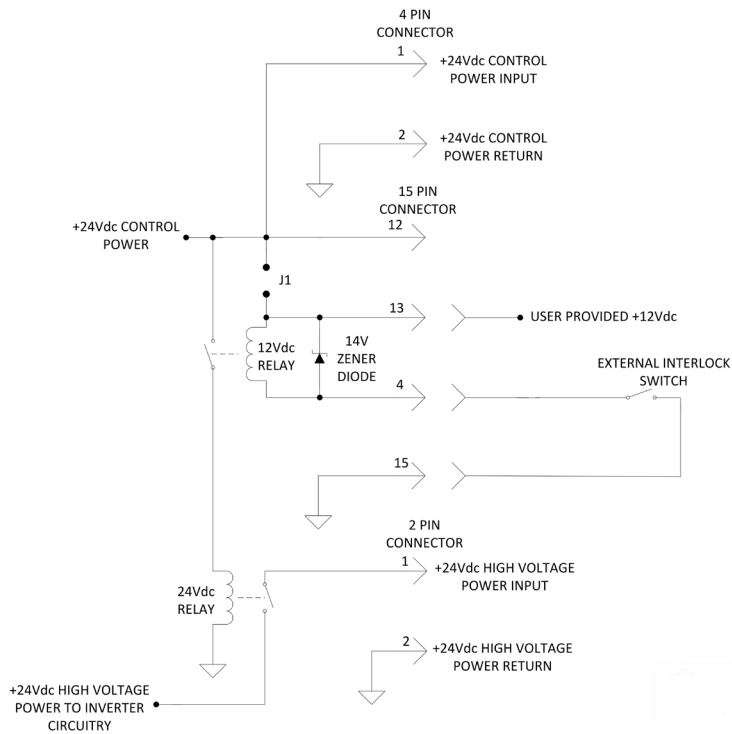 4 PIN
CONNECTOR
1
+24Vdc CONTROL
POWER INPUT
2
+24Vdc CONTROL
POWER RETURN
15 PIN
CONNECTOR
+24Vdc CONTROL
POWER
12
J1
13
USER PROVIDED +12Vdc
12Vdc
RELAY
14V
ZENER
DIODE
EXTERNAL INTERLOCK
SWITCH
4
15
2 PIN
CONNECTOR
1
+24Vdc HIGH VOLTAGE
POWER INPUT
24Vdc
RELAY
2
+24Vdc HIGH VOLTAGE
POWER RETURN
+24Vdc HIGH VOLTAGE
POWER TO INVERTER
CIRCUITRY